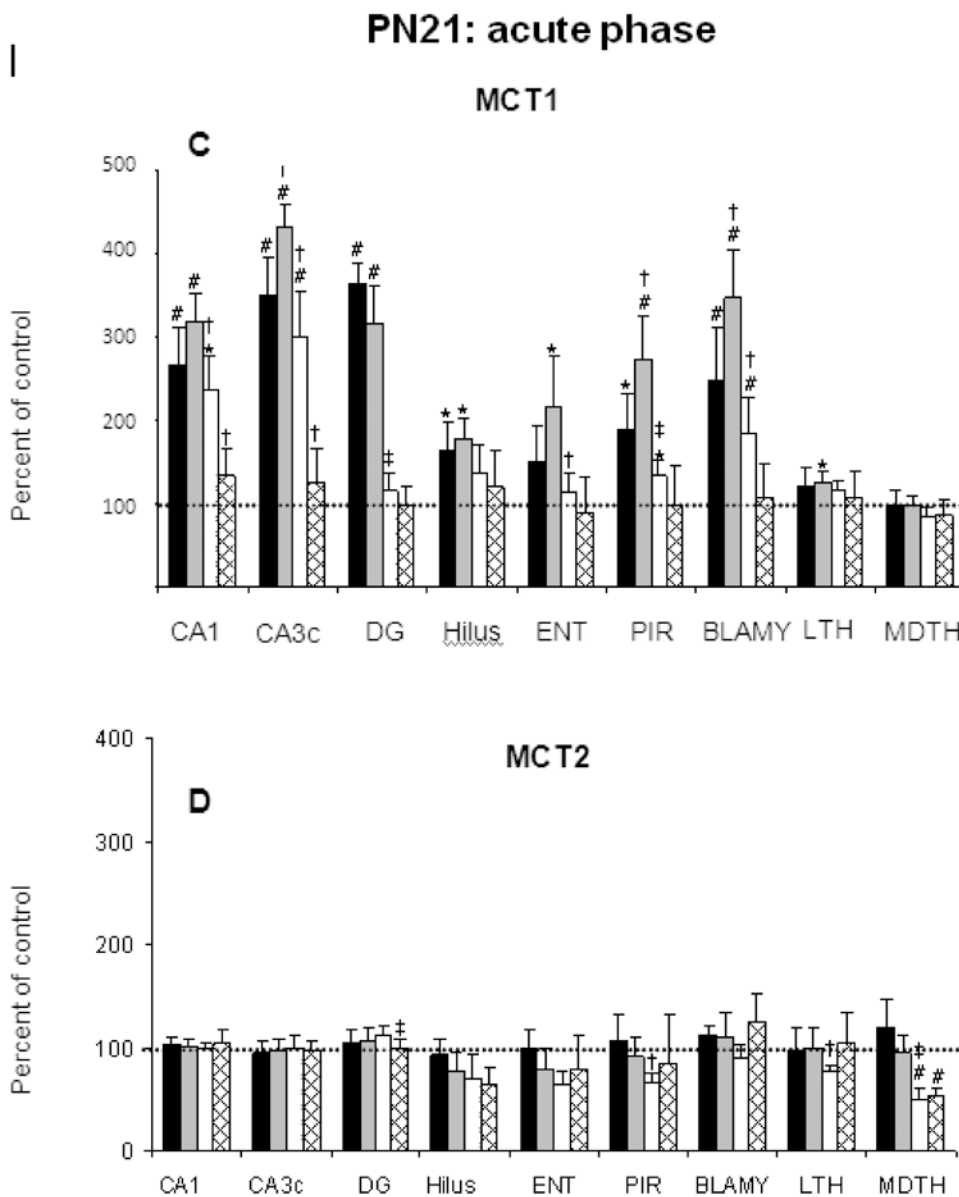 PN21: acute phase
MCT1
C
Percent of control
500
400
300
200
100
# # † *
†
# # † #
†
# # ‡
* *
* †
* † # ‡ *
# † # † #
*
CA1 CA3c DG Hilus ENT PIR BLAMY LTH MDTH
MCT2
D
Percent of control
400
300
200
100
0
‡
†
‡
†
‡ # #
CA1 CA3c DG Hilus ENT PIR BLAMY LTH MDTH